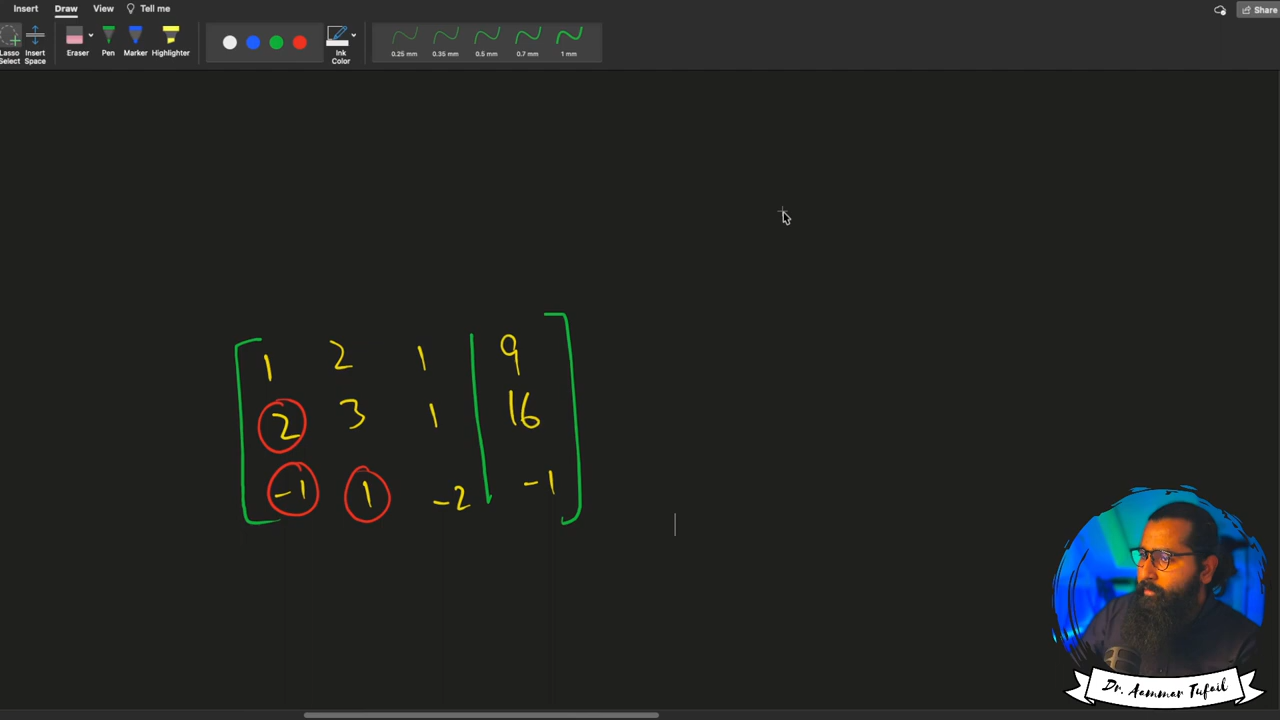 Insert Draw View Tell me Share
Lasso Select Insert Space Eraser Pen Marker Highlighter Ink Color 0.25 mm 0.35 mm 0.5 mm 0.7 mm 1 mm
1 2 1 9
2 3 1 16
-1 1 -2 -1
Dr. Aammar Tufail